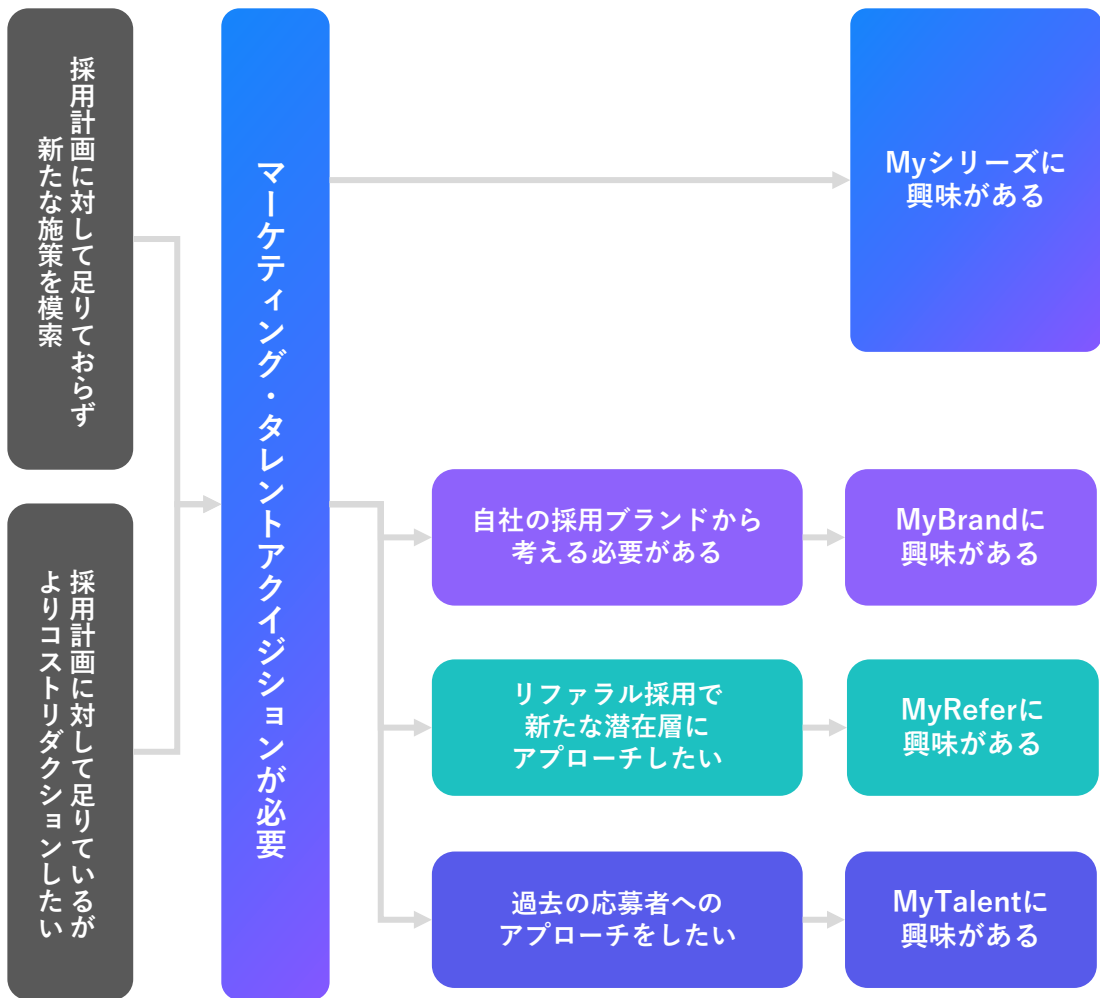 採用計画に対して足りておらず
新たな施策を模索
採用計画に対して足りているが
よりコストリダクションしたい
マーケティング・タレントアクイジションが必要
Myシリーズに
興味がある
自社の採用ブランドから
考える必要がある
MyBrandに
興味がある
リファラル採用で
新たな潜在層に
アプローチしたい
MyReferに
興味がある
過去の応募者への
アプローチをしたい
MyTalentに
興味がある